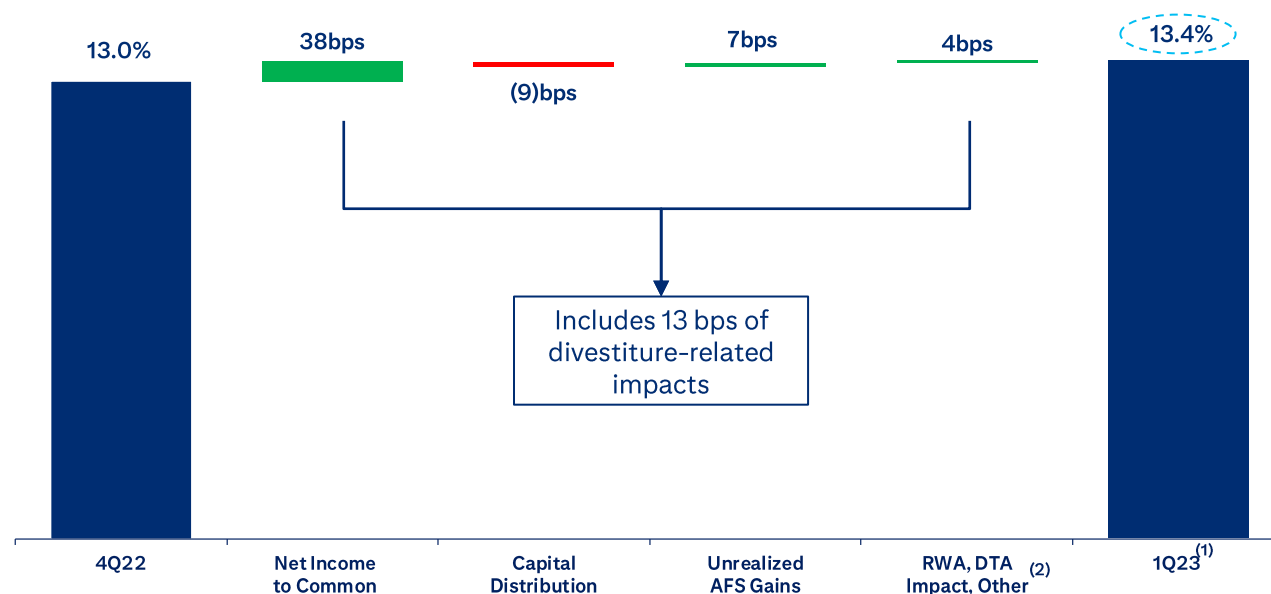 13.0%
38bps
(9)bps
7bps
4bps
13.4%
Includes 13 bps of
divestiture-related
impacts
4Q22
Net Income
to Common
Capital
Distribution
Unrealized
AFS Gains
RWA, DTA
Impact, Other (2)
1Q23(1)